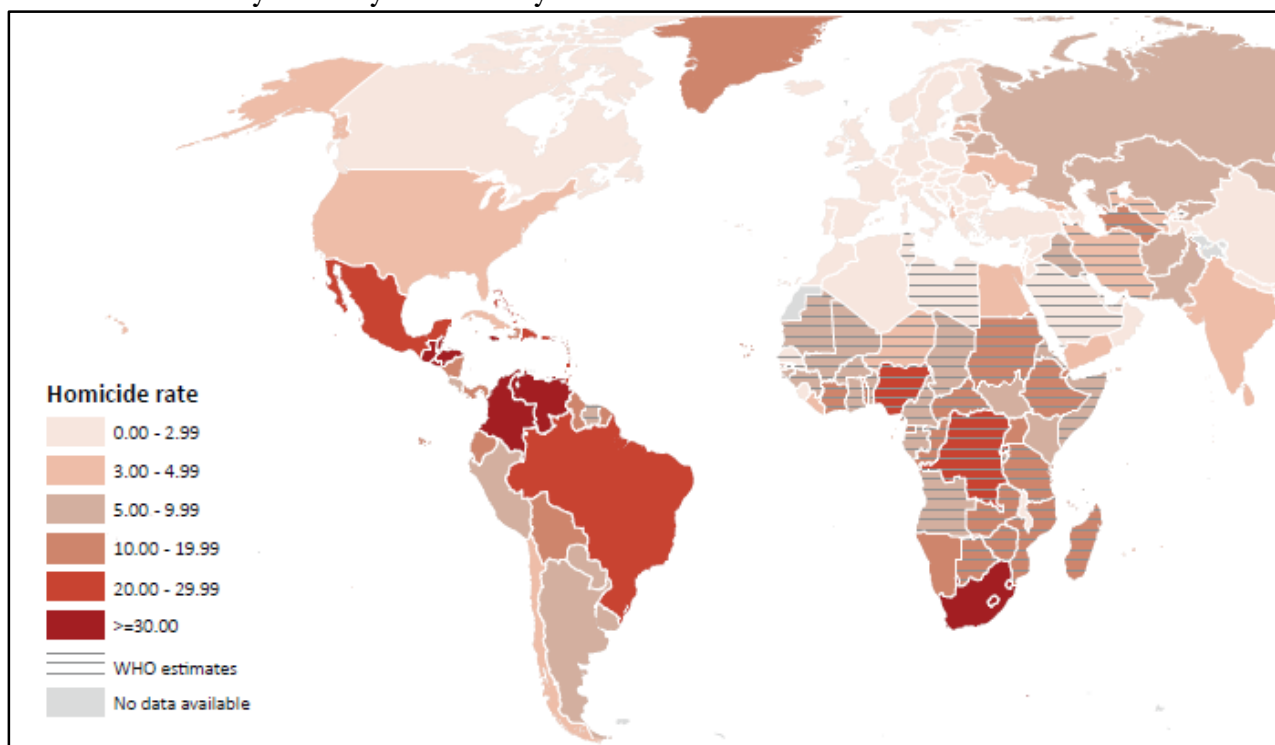 Homicide rate
0.00 - 2.99
3.00 - 4.99
5.00 - 9.99
10.00 - 19.99
20.00 - 29.99
>=30.00
WHO estimates
No data available